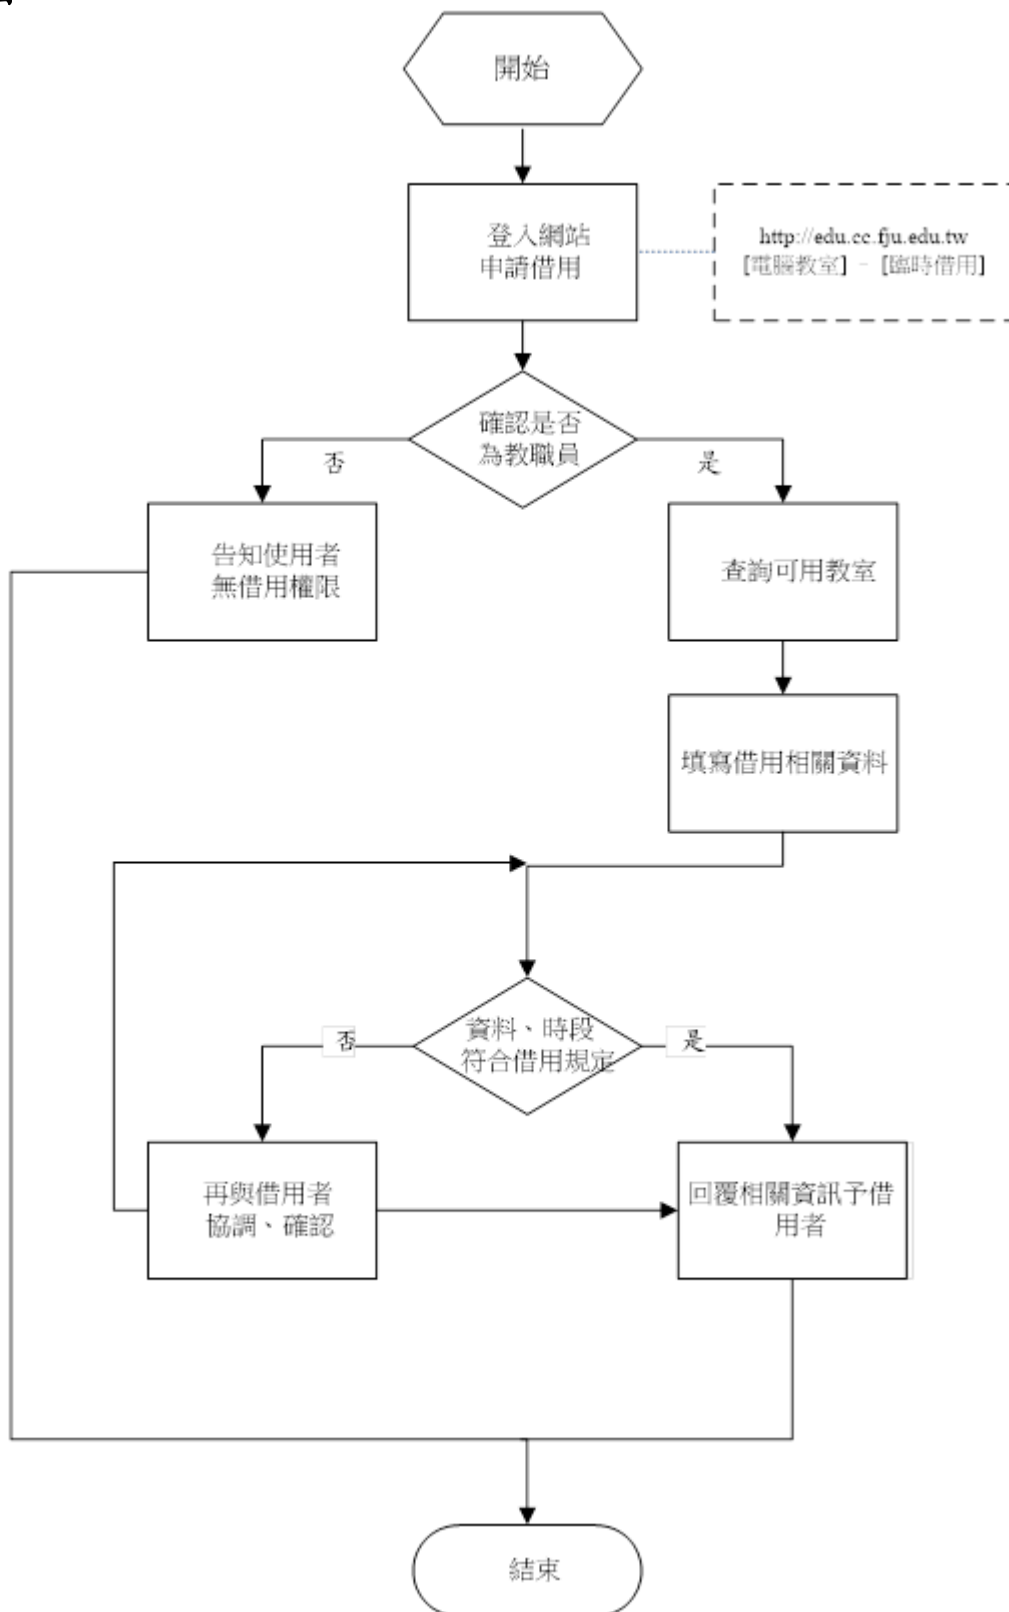 開始
登入網站
申請借用
http://edu.cc.fju.edu.tw
[電腦教室] - [臨時借用]
確認是否
為教職員
否
是
告知使用者
無借用權限
查詢可用教室
填寫借用相關資料
資料、時段
符合借用規定
否
是
再與借用者
協調、確認
回覆相關資訊予借
用者
結束